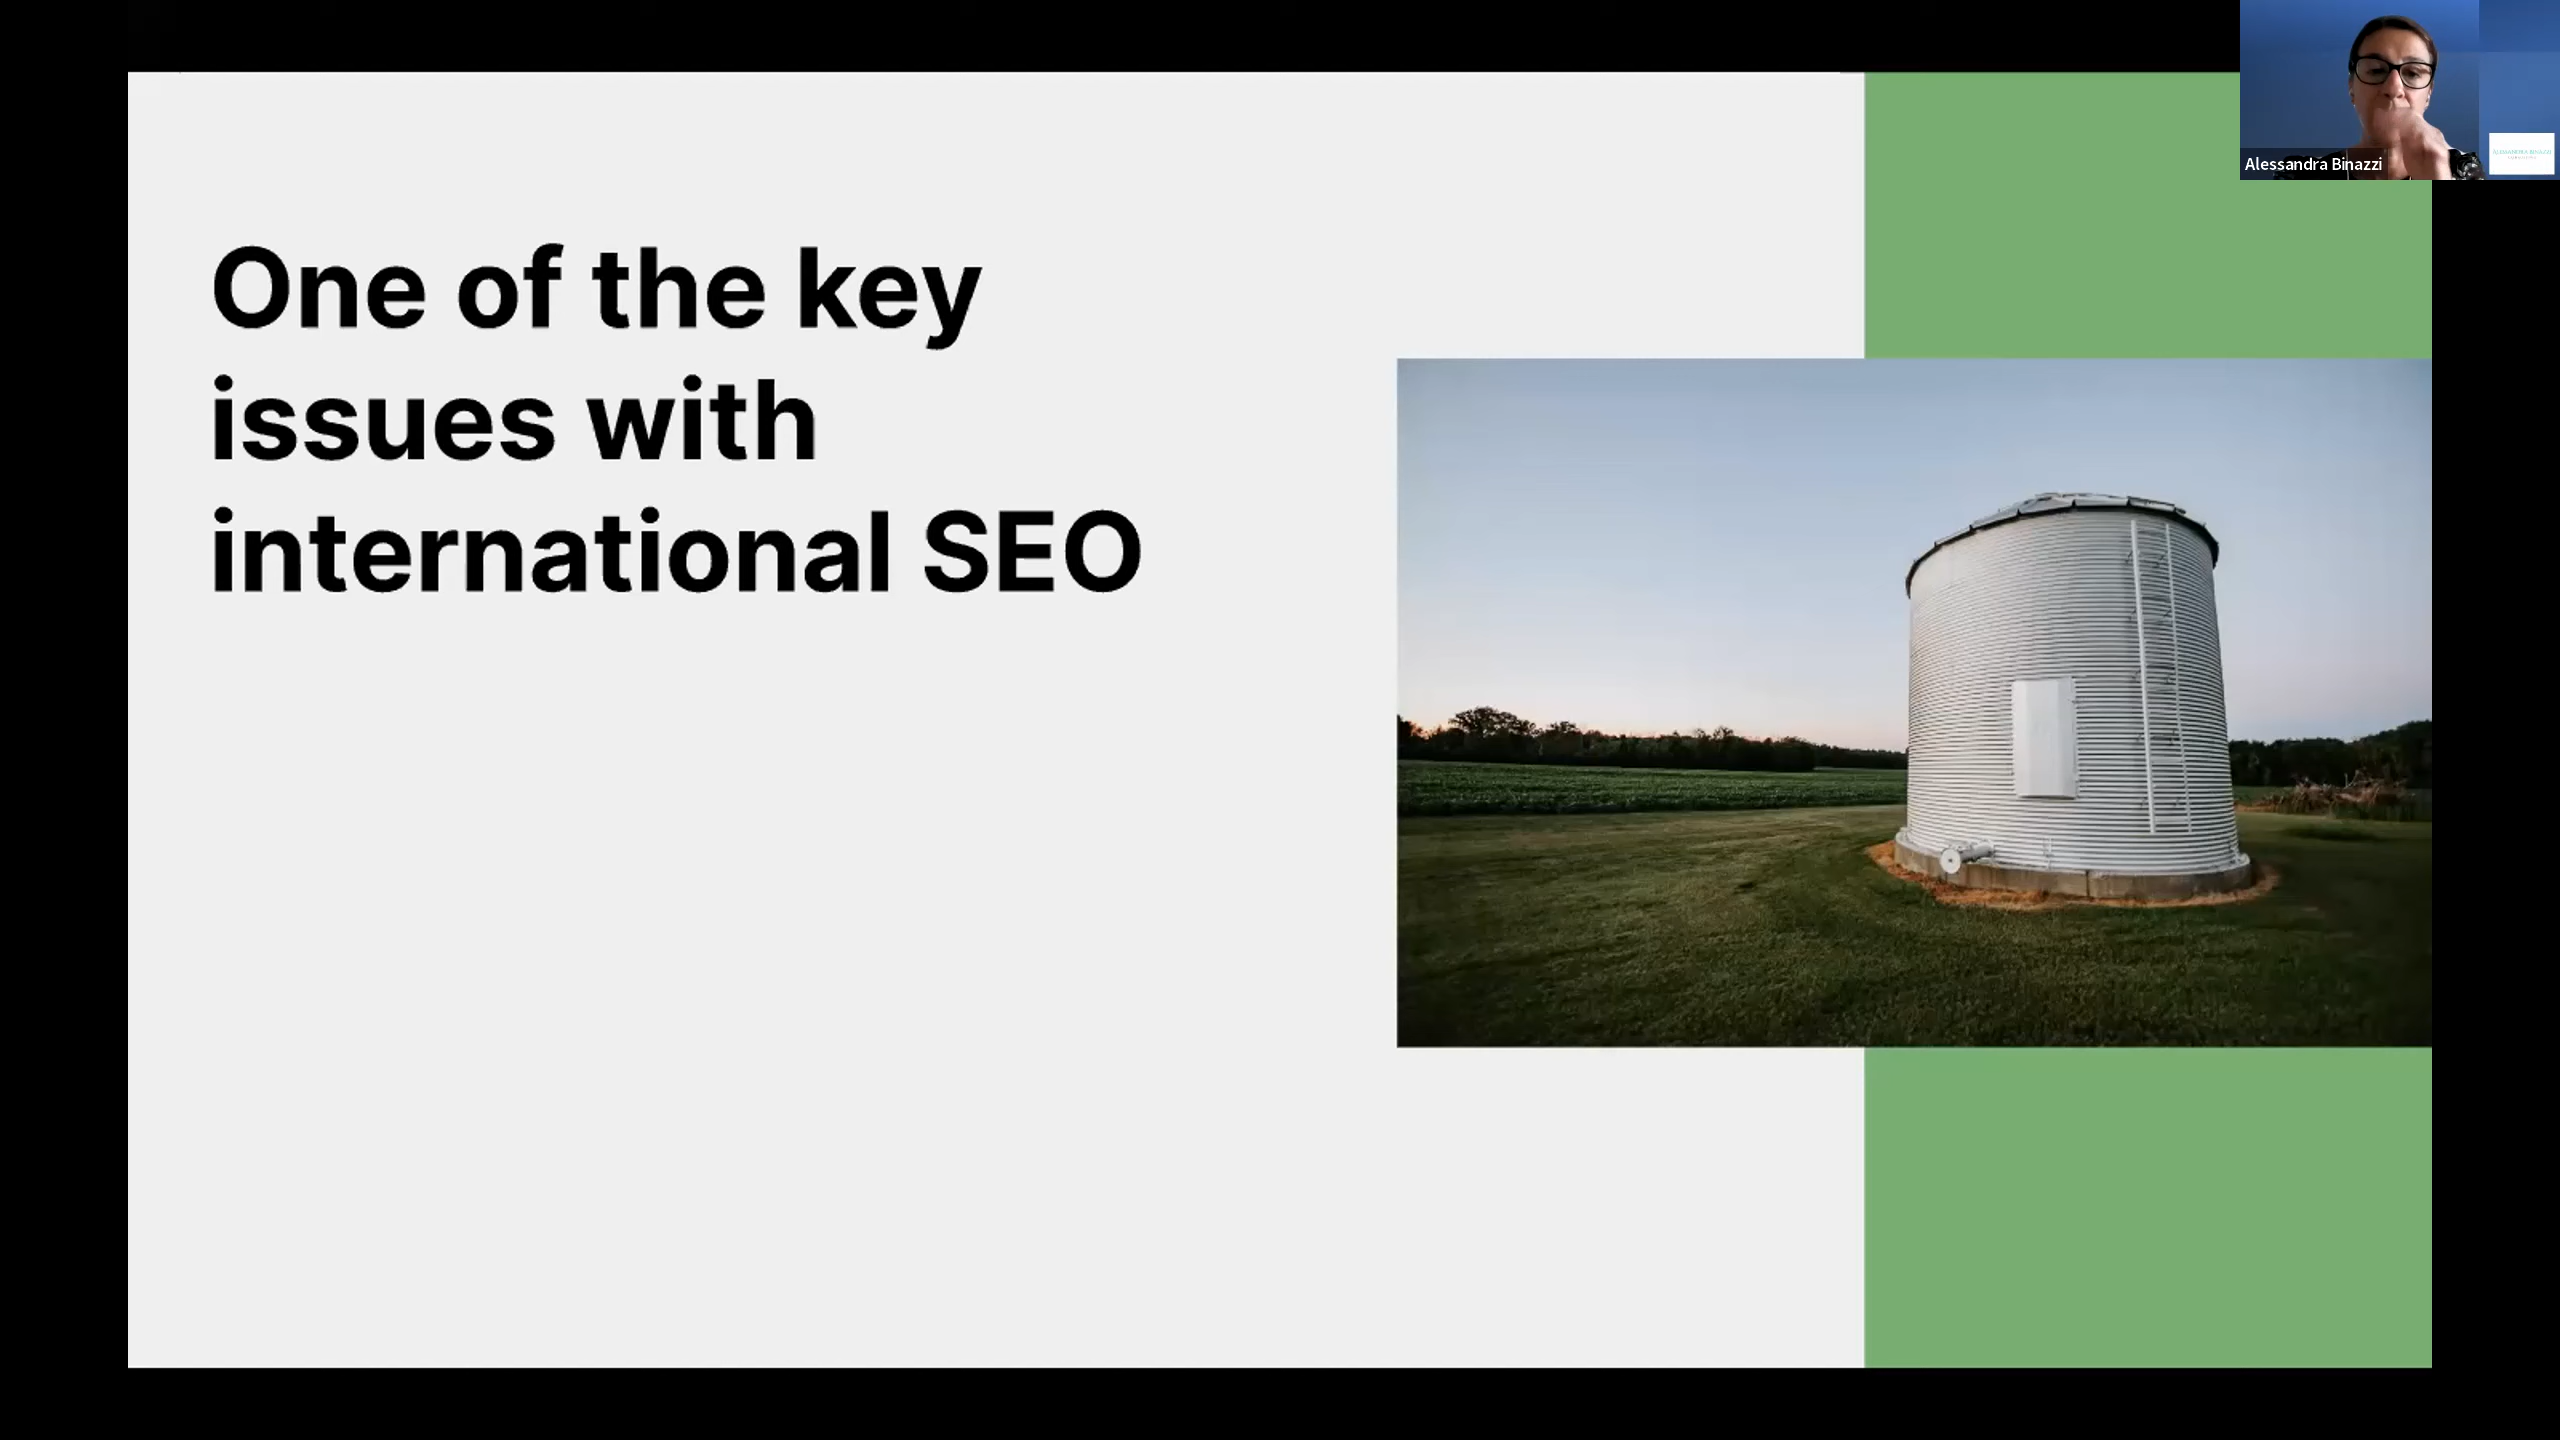 One of the key
issues with
international SEO
Alessandra Binazzi